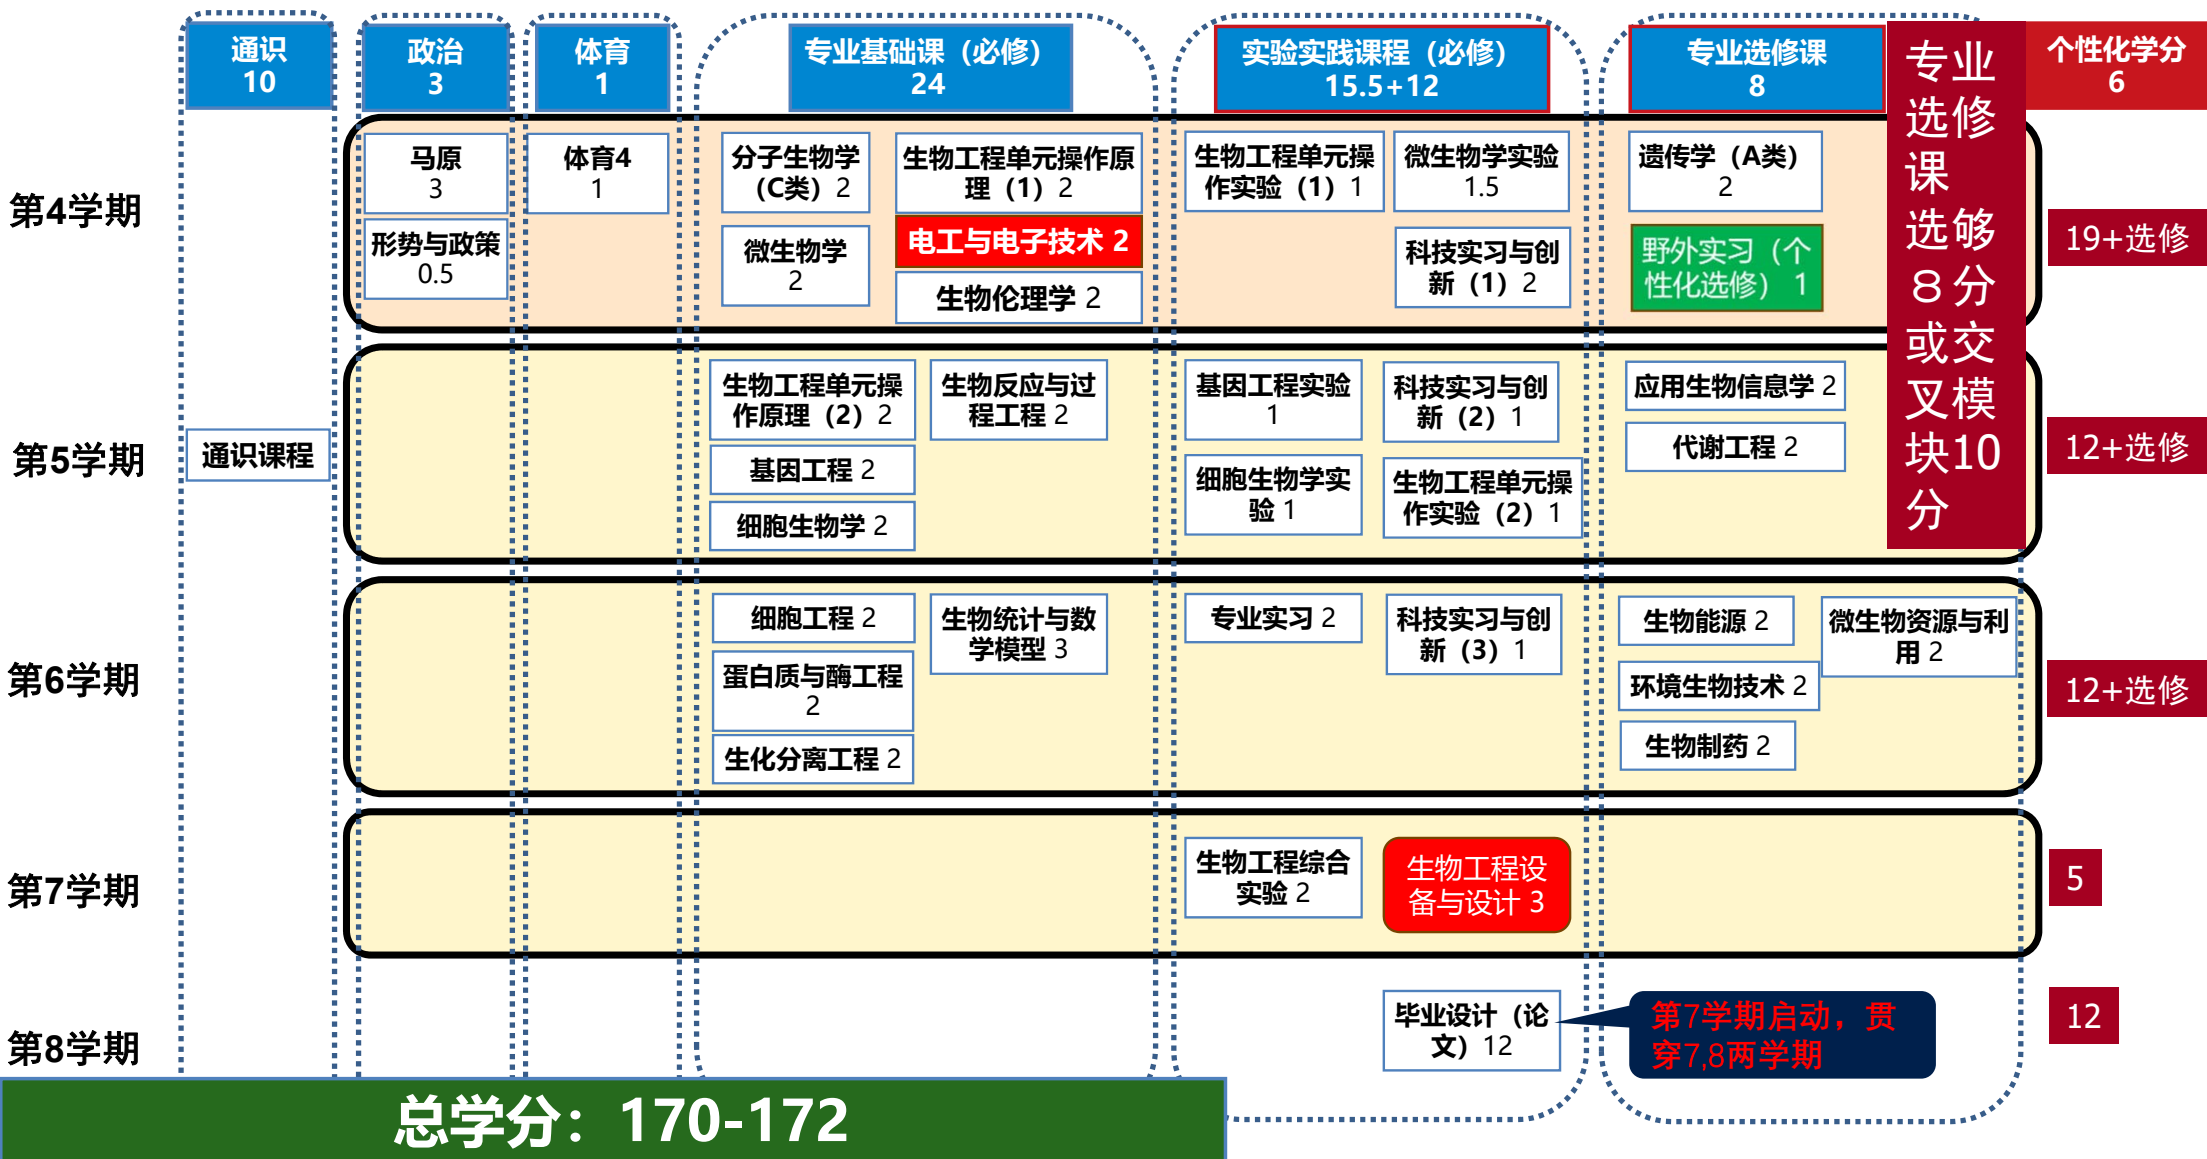 通识
10
政治
3
体育
1
专业基础课（必修）
24
实验实践课程（必修）
15.5+12
专业选修课
8
专业
选修
课
选够
8分
或交
叉模
块10
分
个性化学分
6
第4学期
马原
3
形势与政策
0.5
体育4
1
分子生物学
（C类）2
微生物学
2
生物工程单元操作原
理（1）2
电工与电子技术 2
生物伦理学 2
生物工程单元操
作实验（1）1
微生物学实验
1.5
科技实习与创
新（1）2
遗传学（A类）
2
野外实习（个
性化选修） 1
19+选修
第5学期
通识课程
生物工程单元操
作原理（2）2
基因工程 2
细胞生物学 2
生物反应与过
程工程 2
基因工程实验
1
细胞生物学实
验 1
科技实习与创
新（2）1
生物工程单元操
作实验（2）1
应用生物信息学 2
代谢工程 2
12+选修
第6学期
细胞工程 2
蛋白质与酶工程
2
生化分离工程 2
生物统计与数
学模型 3
专业实习 2
科技实习与创
新（3）1
生物能源 2
环境生物技术 2
生物制药 2
微生物资源与利
用 2
12+选修
第7学期
生物工程综合
实验 2
生物工程设
备与设计 3
5
第8学期
毕业设计（论
文）12
第7学期启动，贯
穿7,8两学期
12
总学分：170-172